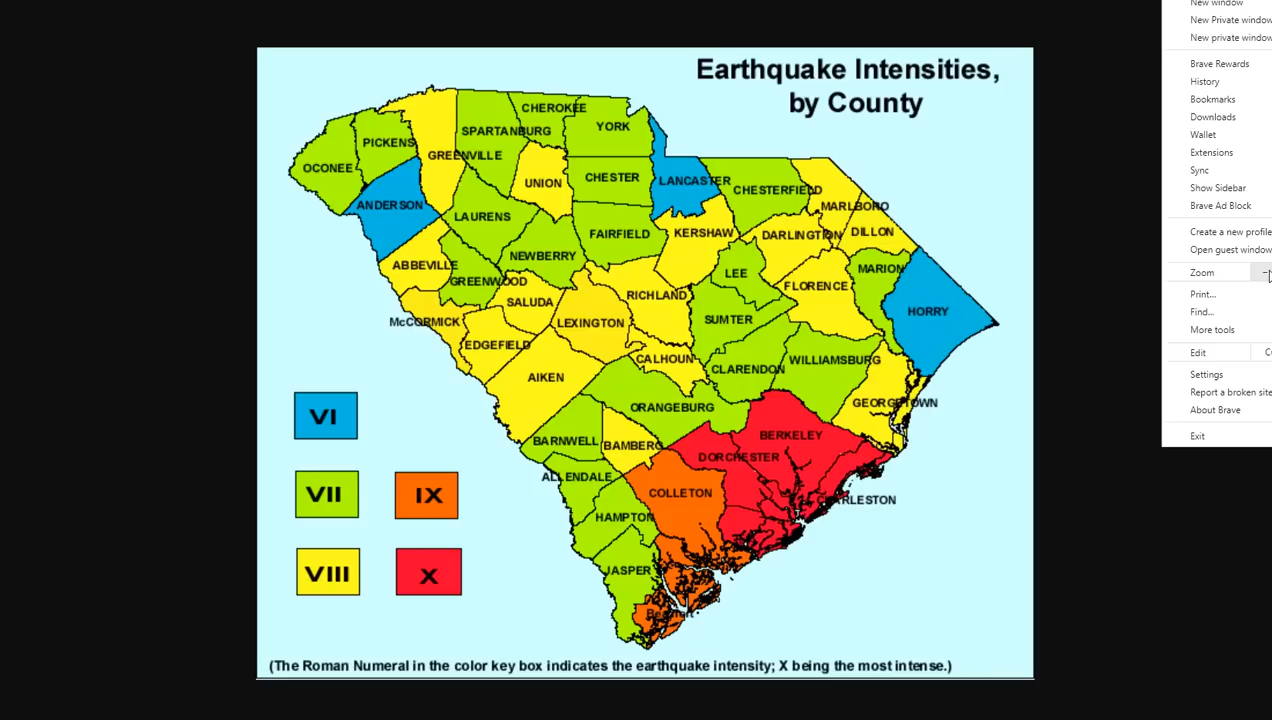 Earthquake Intensities,
by County
CHEROKEE
YORK
SPARTANBURG
PICKENS
GREENVILLE
OCONEE
UNION
CHESTER
LANCASTER
CHESTERFIELD
ANDERSON
LAURENS
MARLBORO
FAIRFIELD
KERSHAW
DARLINGTON
DILLON
NEWBERRY
ABBEVILLE
GREENWOOD
LEE
MARION
SALUDA
RICHLAND
FLORENCE
McCORMICK
LEXINGTON
SUMTER
HORRY
EDGEFIELD
CALHOUN
WILLIAMSBURG
AIKEN
CLARENDON
ORANGEBURG
GEORGETOWN
BARNWELL
BAMBERG
BERKELEY
DORCHESTER
ALLENDALE
COLLETON
CHARLESTON
HAMPTON
JASPER
Beaufort
VI
VII
IX
VIII
X
(The Roman Numeral in the color key box indicates the earthquake intensity; X being the most intense.)
New window
New Private window
New private window
Brave Rewards
History
Bookmarks
Downloads
Wallet
Extensions
Sync
Show Sidebar
Brave Ad Block
Create a new profile
Open guest window
Zoom
Print...
Find...
More tools
Edit
Settings
Report a broken site
About Brave
Exit